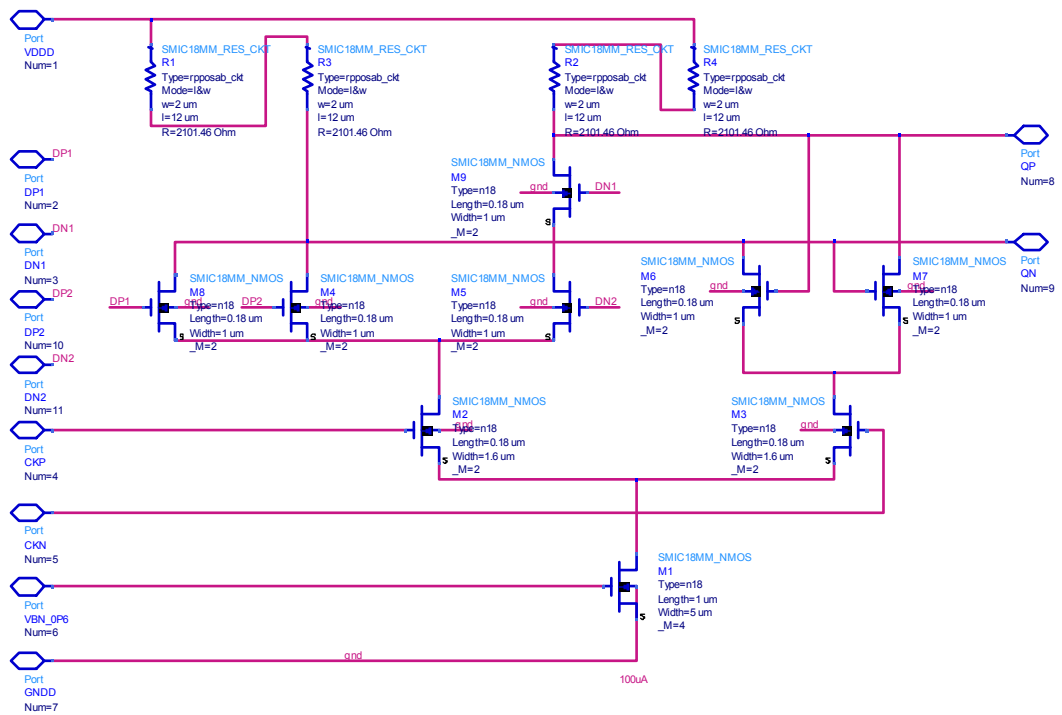 Port
VDDD
Num=1
SMIC18MM_RES_CKT
R1
Type=rpposab_ckt
Mode=l&w
w=2 um
l=12 um
R=2101.46 Ohm
SMIC18MM_RES_CKT
R3
Type=rpposab_ckt
Mode=l&w
w=2 um
l=12 um
R=2101.46 Ohm
SMIC18MM_RES_CKT
R2
Type=rpposab_ckt
Mode=l&w
w=2 um
l=12 um
R=2101.46 Ohm
SMIC18MM_RES_CKT
R4
Type=rpposab_ckt
Mode=l&w
w=2 um
l=12 um
R=2101.46 Ohm
DP1
Port
DP1
Num=2
SMIC18MM_NMOS
M9
Type=n18
Length=0.18 um
Width=1 um
_M=2
gnd
DN1
S
Port
QP
Num=8
DN1
Port
DN1
Num=3
Port
QN
Num=9
DP2
Port
DP2
Num=10
DN2
Port
DN2
Num=11
DP1
SMIC18MM_NMOS
M8
gnd
Type=n18
Length=0.18 um
Width=1 um
_M=2
S
DP2
SMIC18MM_NMOS
M4
gnd
Type=n18
Length=0.18 um
Width=1 um
_M=2
S
SMIC18MM_NMOS
M5
Type=n18
Length=0.18 um
Width=1 um
_M=2
gnd
DN2
S
SMIC18MM_NMOS
M6
Type=n18
Length=0.18 um
Width=1 um
_M=2
gnd
S
SMIC18MM_NMOS
M7
gnd
Type=n18
Length=0.18 um
Width=1 um
_M=2
S
Port
CKP
Num=4
SMIC18MM_NMOS
M2
gnd
Type=n18
Length=0.18 um
Width=1.6 um
_M=2
S
SMIC18MM_NMOS
M3
Type=n18
Length=0.18 um
Width=1.6 um
_M=2
gnd
S
Port
CKN
Num=5
Port
VBN_0P6
Num=6
SMIC18MM_NMOS
M1
Type=n18
Length=1 um
Width=5 um
_M=4
S
gnd
Port
GNDD
Num=7
100uA